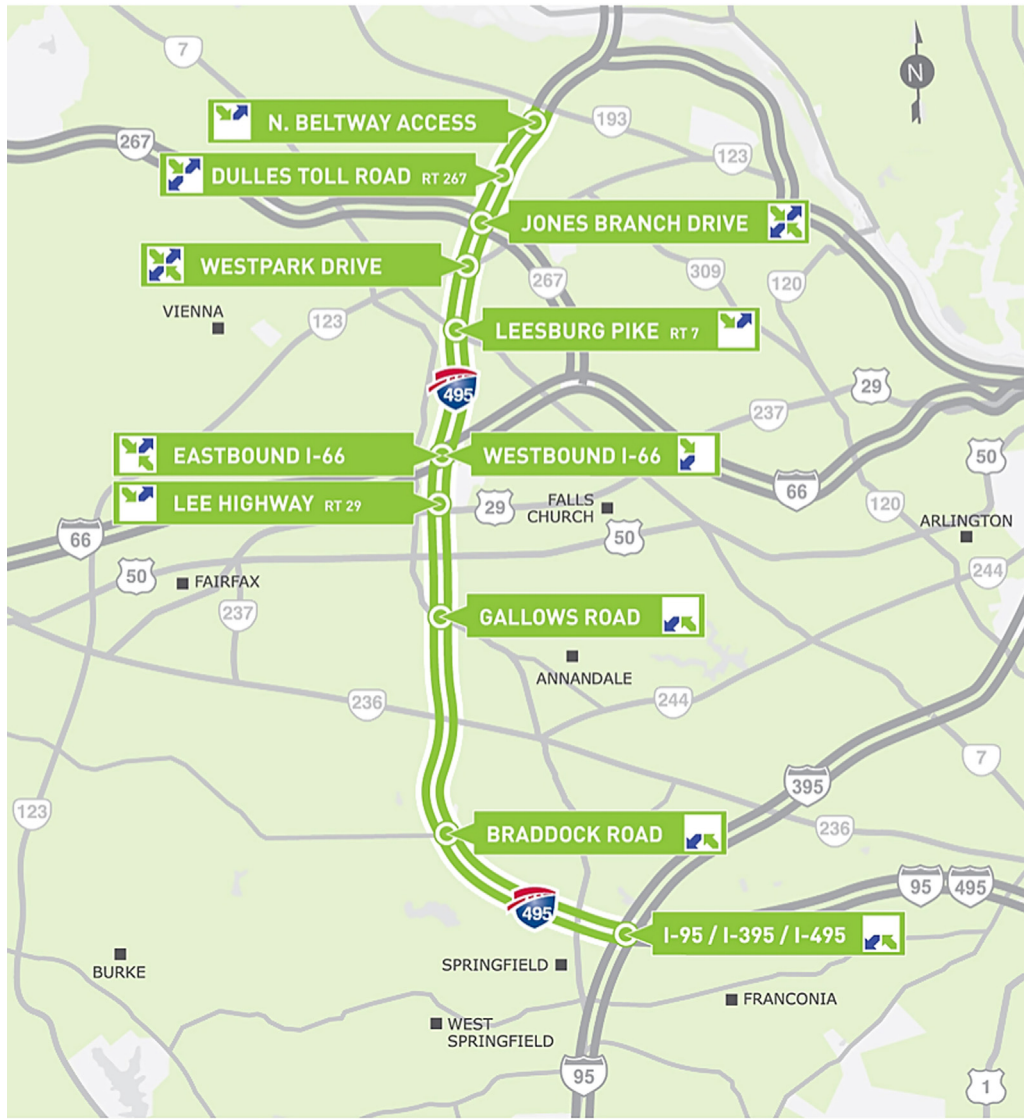 7
N
N. BELTWAY ACCESS
193
267
123
DULLES TOLL ROAD RT 267
JONES BRANCH DRIVE
WESTPARK DRIVE
267
309
120
VIENNA
123
LEESBURG PIKE RT 7
495
29
237
EASTBOUND I-66
WESTBOUND I-66
50
66
LEE HIGHWAY RT 29
29
FALLS
CHURCH
120
ARLINGTON
66
50
50
FAIRFAX
244
237
GALLOWS ROAD
ANNANDALE
236
244
7
395
123
BRADDOCK ROAD
236
95
495
495
I-95 / I-395 / I-495
BURKE
SPRINGFIELD
FRANCONIA
WEST
SPRINGFIELD
95
1